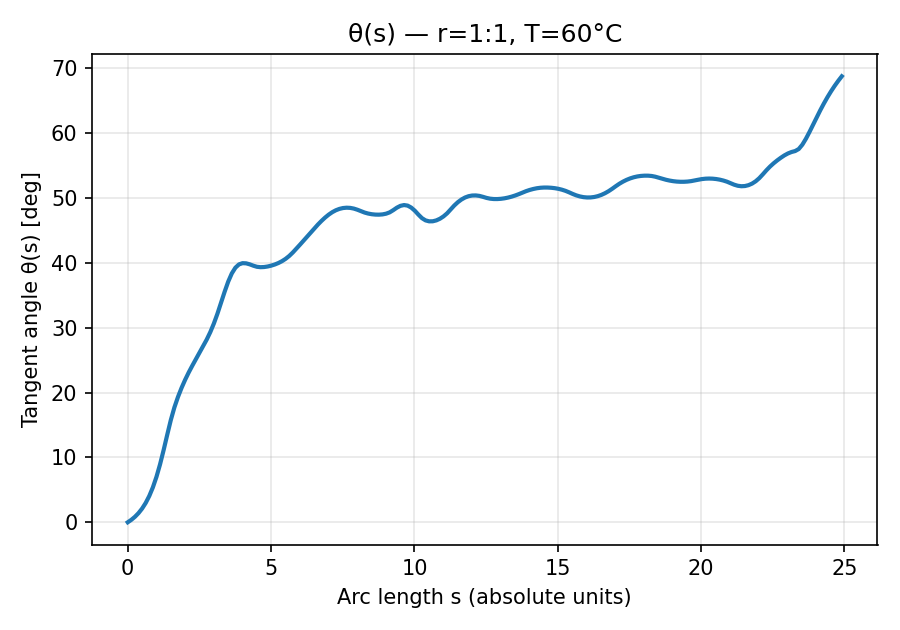 θ(s) — r=1:1, T=60°C
Tangent angle θ(s) [deg]
70
60
50
40
30
20
10
0
0 5 10 15 20 25
Arc length s (absolute units)